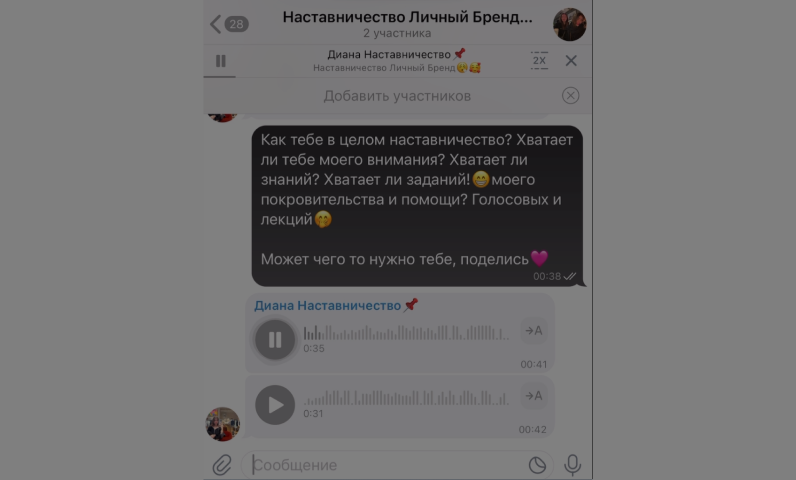 28
Наставничество Личный Бренд...
2 участника
Диана Наставничество📌
Наставничество Личный Бренд🥳🥰
2X
Добавить участников
Как тебе в целом наставничество? Хватает
ли тебе моего внимания? Хватает ли
знаний? Хватает ли заданий!😁моего
покровительства и помощи? Голосовых и
лекций🤭
Может чего то нужно тебе, поделись🩷
00:38
Диана Наставничество📌
0:35
→A
00:41
0:31
→A
00:42
Сообщение